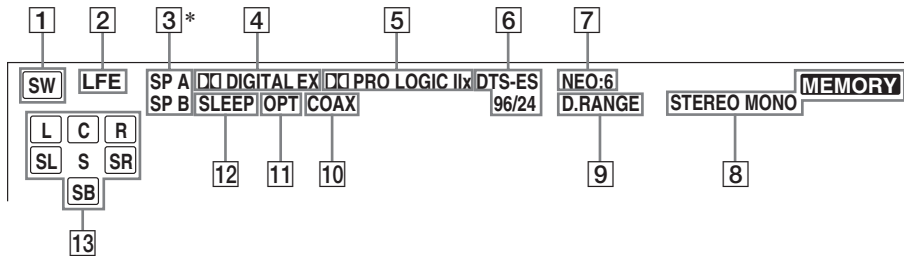 1 2 3* 4 5 6 7
SW LFE SP A DIGITAL EX PRO LOGIC IIx DTS-ES NEO:6 MEMORY
SP B SLEEP OPT COAX 96/24 D.RANGE STEREO MONO
L C R
SL S SR
SB
12 11 10 9 8
13